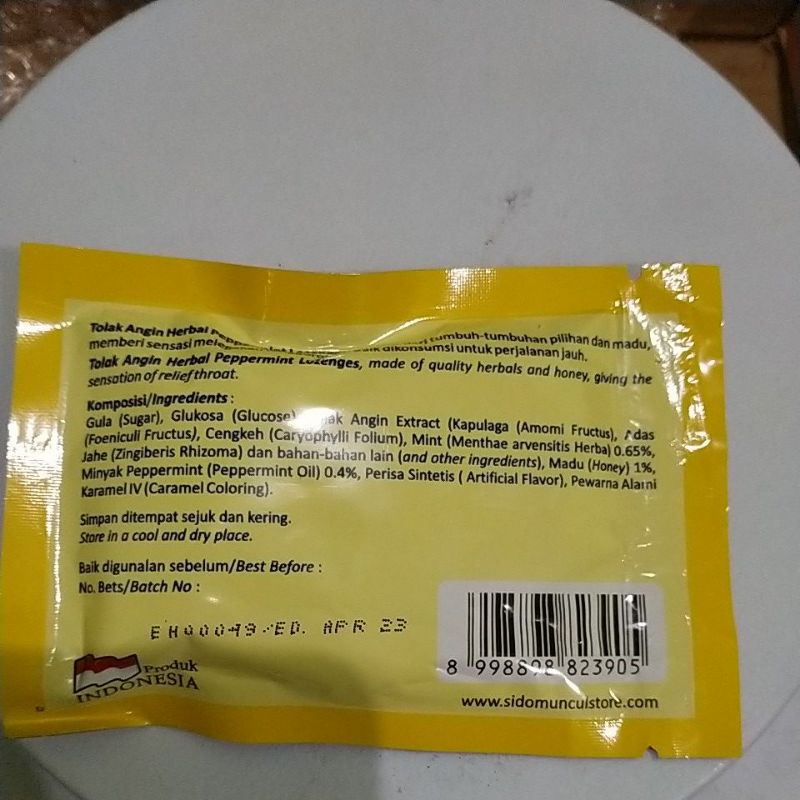 Tolak Angin Herbal tumbuh-tumbuhan pilihan dan madu,
memberi sensasi dikonsumsi untuk perjalanan jauh.
Tolak Angin Herbal Peppermint Lozenges, made of quality herbals and honey, giving the
sensation of relief throat.
Komposisi/Ingredients :
Gula (Sugar), Glukosa (Glucose) Angin Extract (Kapulaga (Amomi Fructus), Adas
(Foeniculi Fructus), Cengkeh (Caryophylli Folium), Mint (Menthae arvensitis Herba) 0.65%,
Jahe (Zingiberis Rhizoma) dan bahan-bahan lain (and other ingredients), Madu (Honey) 1%,
Minyak Peppermint (Peppermint Oil) 0.4%, Perisa Sintetis ( Artificial Flavor), Pewarna Alami
Karamel IV (Caramel Coloring).
Simpan ditempat sejuk dan kering.
Store in a cool and dry place.
Baik digunalan sebelum/Best Before :
No. Bets/Batch No :
ED. APR 23
Produk
INDONESIA
8 998898 823905
www.sidomunculstore.com